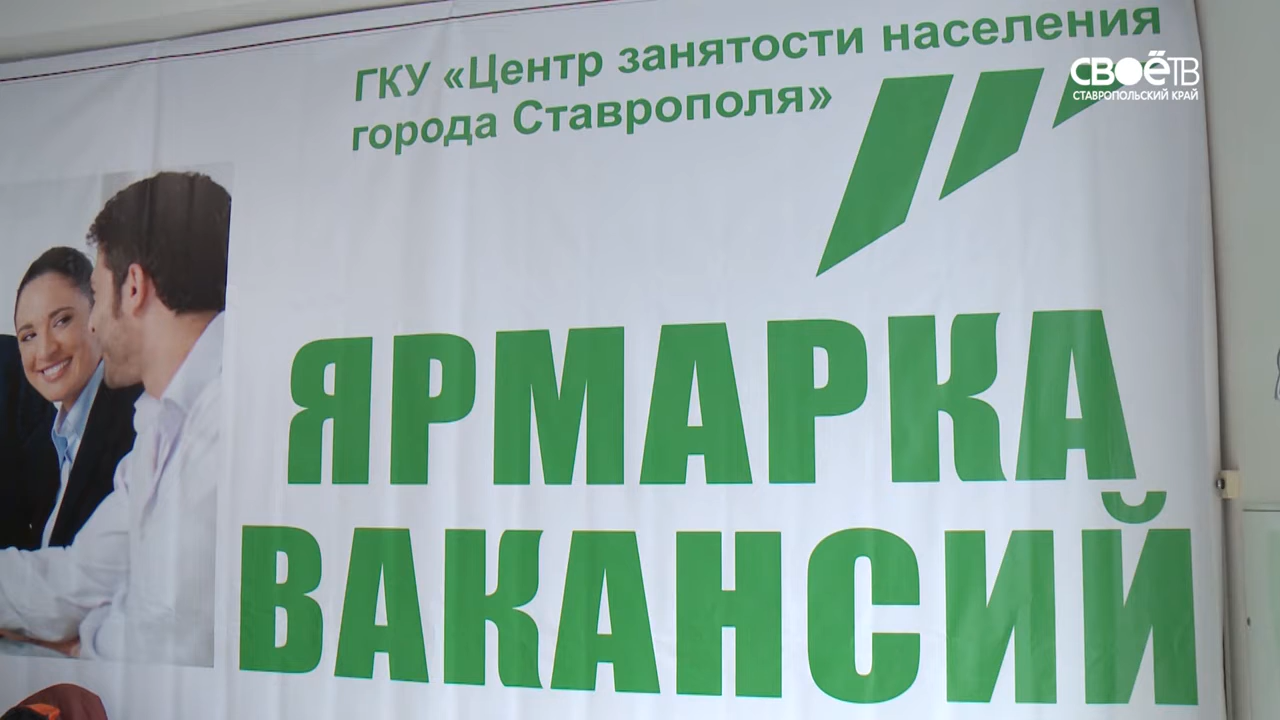 ГКУ «Центр занятости населения
города Ставрополя»
СВОЁТВ
СТАВРОПОЛЬСКИЙ КРАЙ
ЯРМАРКА
ВАКАНСИЙ